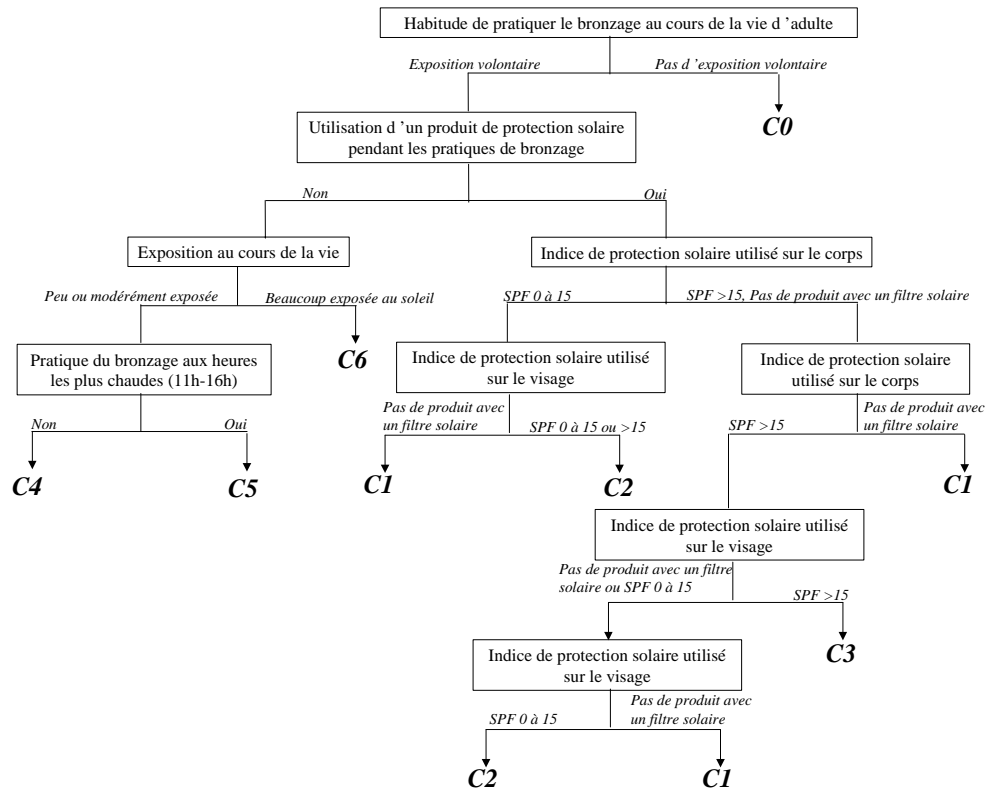 Habitude de pratiquer le bronzage au cours de la vie d ’adulte
Exposition volontaire
Pas d ’exposition volontaire
C0
Utilisation d ’un produit de protection solaire
pendant les pratiques de bronzage
Non
Oui
Exposition au cours de la vie
Indice de protection solaire utilisé sur le corps
Peu ou modérément exposée
Beaucoup exposée au soleil
SPF 0 à 15
SPF >15, Pas de produit avec un filtre solaire
C6
Pratique du bronzage aux heures
les plus chaudes (11h-16h)
Indice de protection solaire utilisé
sur le visage
Indice de protection solaire
utilisé sur le corps
Non
Oui
Pas de produit avec
un filtre solaire
SPF 0 à 15 ou >15
SPF >15
Pas de produit avec
un filtre solaire
C4
C5
C1
C2
C1
Indice de protection solaire utilisé
sur le visage
Pas de produit avec un filtre
solaire ou SPF 0 à 15
SPF >15
C3
Indice de protection solaire utilisé
sur le visage
SPF 0 à 15
Pas de produit avec
un filtre solaire
C2
C1